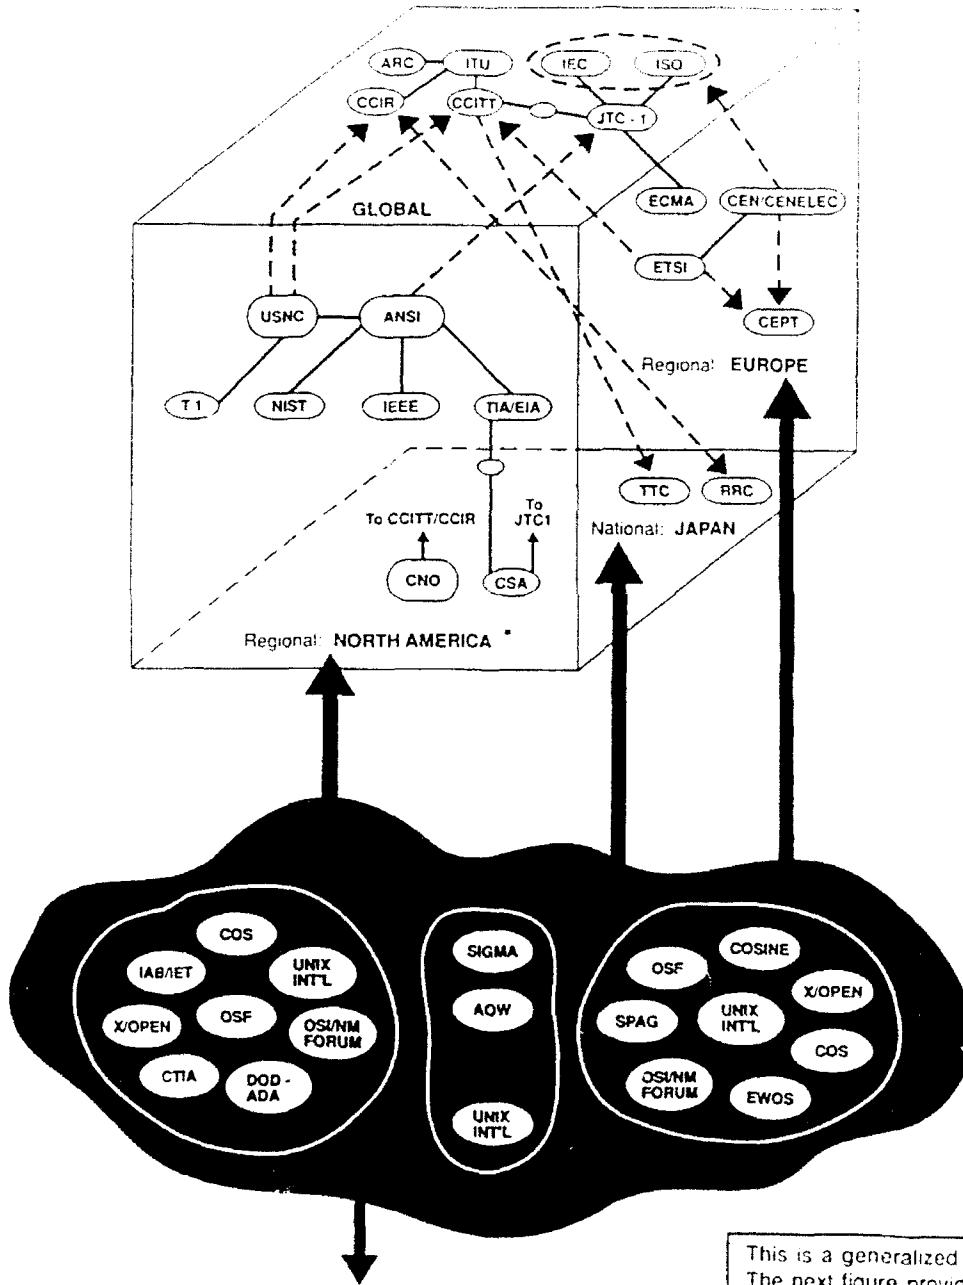 ARC
ITU
IEC
ISO
CCIR
CCITT
JTC - 1
GLOBAL
ECMA
CEN/CENELEC
ETSI
USNC
ANSI
CEPT
Regional: EUROPE
T 1
NIST
IEEE
TIA/EIA
TTC
RRC
To CCITT/CCIR
To
JTC1
National: JAPAN
CNO
CSA
Regional: NORTH AMERICA *
COS
IAB/IET
UNIX
INT'L
X/OPEN
OSF
OSI/NM
FORUM
CTIA
DOD -
ADA
SIGMA
AOW
UNIX
INT'L
OSF
COSINE
X/OPEN
SPAG
UNIX
INT'L
COS
OSI/NM
FORUM
EWOS
This is a generalized
The next figure provid